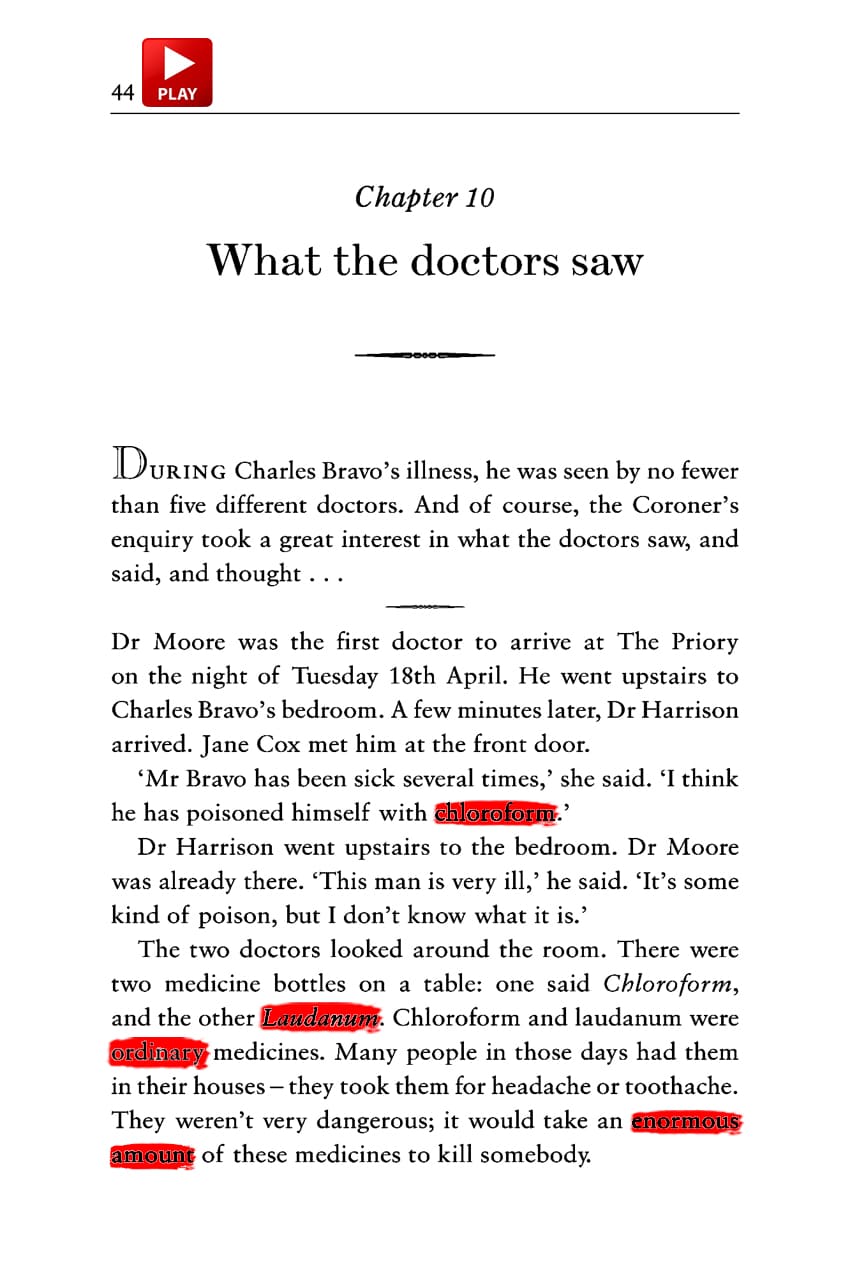 44
PLAY
Chapter 10
What the doctors saw
DURING Charles Bravo’s illness, he was seen by no fewer
than five different doctors. And of course, the Coroner’s
enquiry took a great interest in what the doctors saw, and
said, and thought . . .
Dr Moore was the first doctor to arrive at The Priory
on the night of Tuesday 18th April. He went upstairs to
Charles Bravo’s bedroom. A few minutes later, Dr Harrison
arrived. Jane Cox met him at the front door.
‘Mr Bravo has been sick several times,’ she said. ‘I think
he has poisoned himself with chloroform.’
Dr Harrison went upstairs to the bedroom. Dr Moore
was already there. ‘This man is very ill,’ he said. ‘It’s some
kind of poison, but I don’t know what it is.’
The two doctors looked around the room. There were
two medicine bottles on a table: one said Chloroform,
and the other Laudanum. Chloroform and laudanum were
ordinary medicines. Many people in those days had them
in their houses – they took them for headache or toothache.
They weren’t very dangerous; it would take an enormous
amount of these medicines to kill somebody.